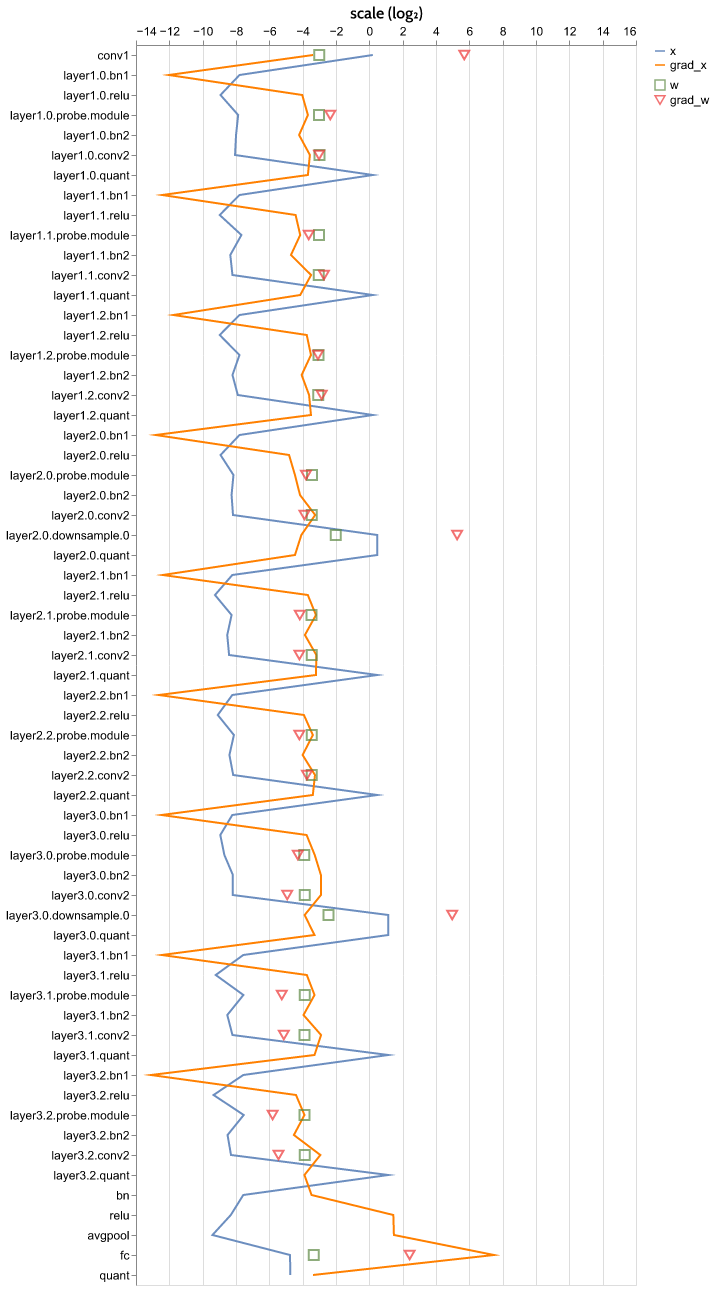 scale (log₂)
−14 −12 −10 −8 −6 −4 −2 0 2 4 6 8 10 12 14 16
x
grad_x
w
grad_w
conv1
layer1.0.bn1
layer1.0.relu
layer1.0.probe.module
layer1.0.bn2
layer1.0.conv2
layer1.0.quant
layer1.1.bn1
layer1.1.relu
layer1.1.probe.module
layer1.1.bn2
layer1.1.conv2
layer1.1.quant
layer1.2.bn1
layer1.2.relu
layer1.2.probe.module
layer1.2.bn2
layer1.2.conv2
layer1.2.quant
layer2.0.bn1
layer2.0.relu
layer2.0.probe.module
layer2.0.bn2
layer2.0.conv2
layer2.0.downsample.0
layer2.0.quant
layer2.1.bn1
layer2.1.relu
layer2.1.probe.module
layer2.1.bn2
layer2.1.conv2
layer2.1.quant
layer2.2.bn1
layer2.2.relu
layer2.2.probe.module
layer2.2.bn2
layer2.2.conv2
layer2.2.quant
layer3.0.bn1
layer3.0.relu
layer3.0.probe.module
layer3.0.bn2
layer3.0.conv2
layer3.0.downsample.0
layer3.0.quant
layer3.1.bn1
layer3.1.relu
layer3.1.probe.module
layer3.1.bn2
layer3.1.conv2
layer3.1.quant
layer3.2.bn1
layer3.2.relu
layer3.2.probe.module
layer3.2.bn2
layer3.2.conv2
layer3.2.quant
bn
relu
avgpool
fc
quant